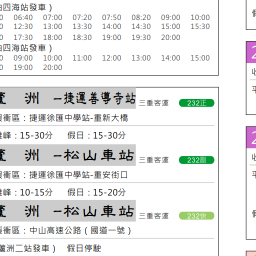 由四海站發車）
06:40 07:00 07:20 07:50 08:20 09:00 10:00
12:30 13:00 13:30 14:00 14:30 15:00 15:30
17:30 18:00 18:30 19:00 19:30 20:00
由四海站發車）
09:00 10:00 11:00 12:00 13:00 14:00 15:00
19:00 20:00
蘆 洲 －捷運善導寺站 三重客運 232正
捷運徐匯中學站-重新大橋
峰：15-30分 假日：15-30分
蘆 洲 －松山車站 三重客運 232副
捷運徐匯中學站-重安街口
峰：10-15分 假日：15-20分
蘆 洲 －松山車站 三重客運 232快
衝區：中山高速公路（國道一號）
蘆洲二站發車） 假日停駛